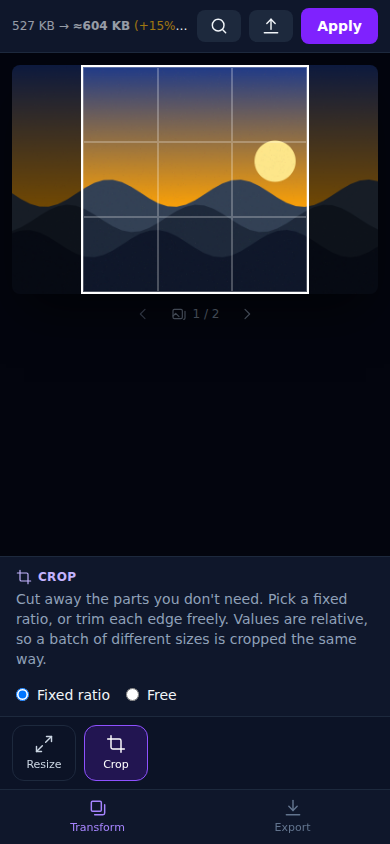 527 KB → ≈604 KB (+15%...
Apply
1 / 2
CROP
Cut away the parts you don't need. Pick a fixed
ratio, or trim each edge freely. Values are relative,
so a batch of different sizes is cropped the same
way.
Fixed ratio
Free
Resize
Crop
Transform
Export